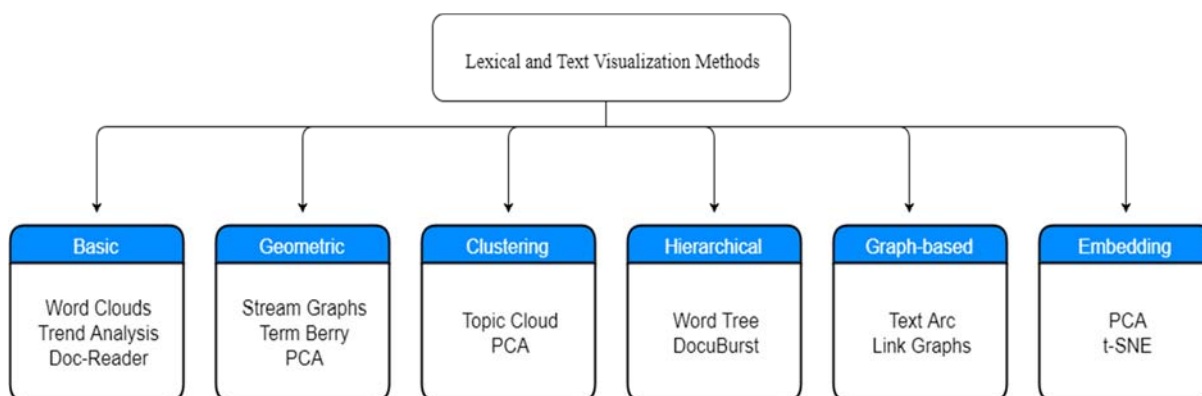 Lexical and Text Visualization Methods
Basic
Word Clouds
Trend Analysis
Doc-Reader
Geometric
Stream Graphs
Term Berry
PCA
Clustering
Topic Cloud
PCA
Hierarchical
Word Tree
DocuBurst
Graph-based
Text Arc
Link Graphs
Embedding
PCA
t-SNE